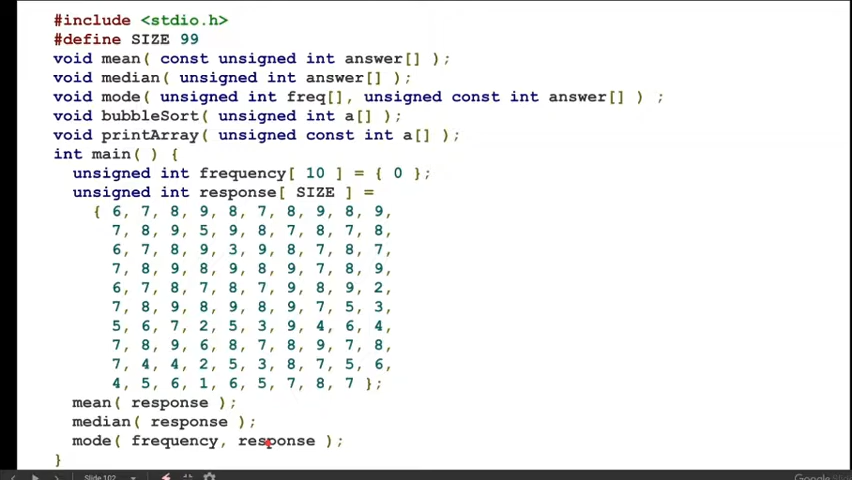 #include <stdio.h>
#define SIZE 99
void mean( const unsigned int answer[] );
void median( unsigned int answer[] );
void mode( unsigned int freq[], unsigned const int answer[] ) ;
void bubbleSort( unsigned int a[] );
void printArray( unsigned const int a[] );
int main( ) {
unsigned int frequency[ 10 ] = { 0 };
unsigned int response[ SIZE ] =
{ 6, 7, 8, 9, 8, 7, 8, 9, 8, 9,
7, 8, 9, 5, 9, 8, 7, 8, 7, 8,
6, 7, 8, 9, 3, 9, 8, 7, 8, 7,
7, 8, 9, 8, 9, 8, 9, 7, 8, 9,
6, 7, 8, 7, 8, 7, 9, 8, 9, 2,
7, 8, 9, 8, 9, 8, 9, 7, 5, 3,
5, 6, 7, 2, 5, 3, 9, 4, 6, 4,
7, 8, 9, 6, 8, 7, 8, 9, 7, 8,
7, 4, 4, 2, 5, 3, 8, 7, 5, 6,
4, 5, 6, 1, 6, 5, 7, 8, 7 };
mean( response );
median( response );
mode( frequency, response );
}
Slide 102
Google